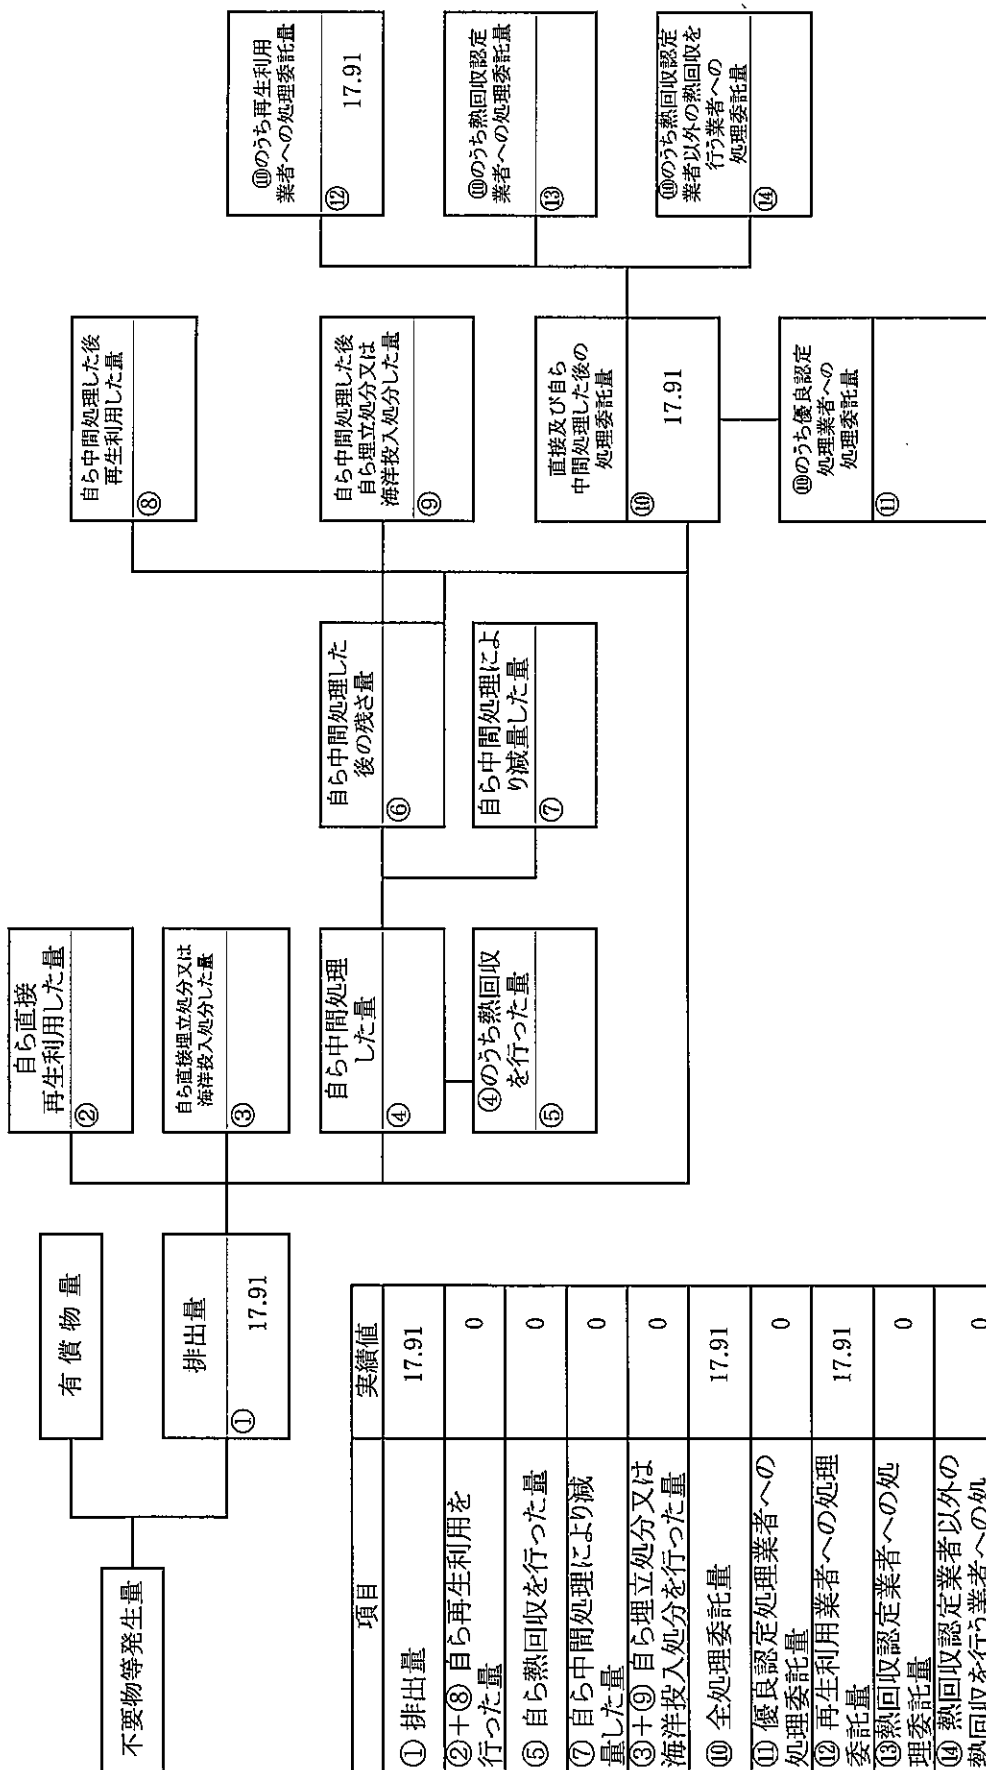 不要物等発生量
有償物量
排出量
①
17.91
自ら直接
再生利用した量
②
自ら直接埋立処分又は
海洋投入処分した量
③
自ら中間処理
した量
④
④のうち熱回収
を行った量
⑤
自ら中間処理した
後の残さ量
⑥
自ら中間処理によ
り減量した量
⑦
自ら中間処理した後
再生利用した量
⑧
自ら中間処理した後
自ら埋立処分又は
海洋投入処分した量
⑨
直接及び自ら
中間処理した後の
処理委託量
⑩
17.91
⑩のうち優良認定
処理業者への
処理委託量
⑪
⑩のうち再生利用
業者への処理委託量
⑫
17.91
⑩のうち熱回収認定
業者への処理委託量
⑬
⑩のうち熱回収認定
業者以外の熱回収を
行う業者への
処理委託量
⑭
項目 実績値
① 排出量 17.91
②+⑧ 自ら再生利用を
行った量 0
⑤ 自ら熱回収を行った量 0
⑦ 自ら中間処理により減
量した量 0
③+⑨ 自ら埋立処分又は
海洋投入処分を行った量 0
⑩ 全処理委託量 17.91
⑪ 優良認定処理業者への
処理委託量 0
⑫ 再生利用業者への処理
委託量 17.91
⑬熱回収認定業者への処
理委託量 0
⑭ 熱回収認定業者以外の
熱回収を行う業者への処 0